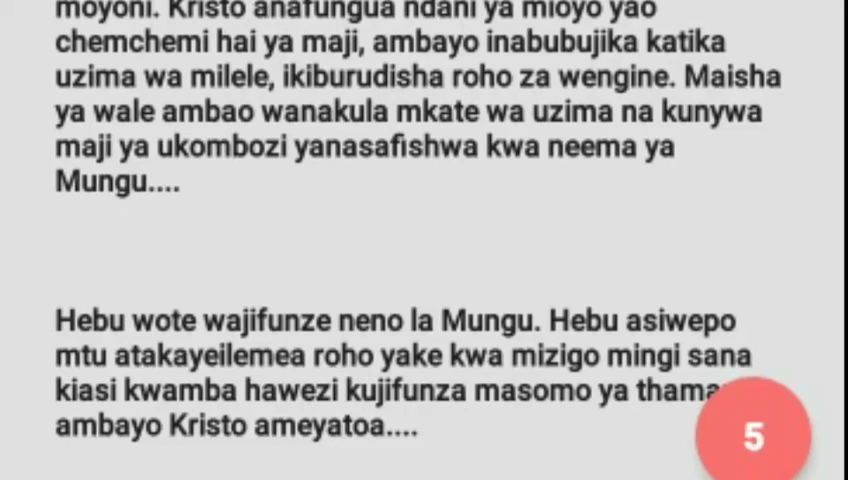 moyoni. Kristo anafungua ndani ya mioyo yao
chemchemi hai ya maji, ambayo inabubujika katika
uzima wa milele, ikiburudisha roho za wengine. Maisha
ya wale ambao wanakula mkate wa uzima na kunywa
maji ya ukombozi yanasafishwa kwa neema ya
Mungu....
Hebu wote wajifunze neno la Mungu. Hebu asiwepo
mtu atakayeilemea roho yake kwa mizigo mingi sana
kiasi kwamba hawezi kujifunza masomo ya
ambayo Kristo ameyatoa....
5